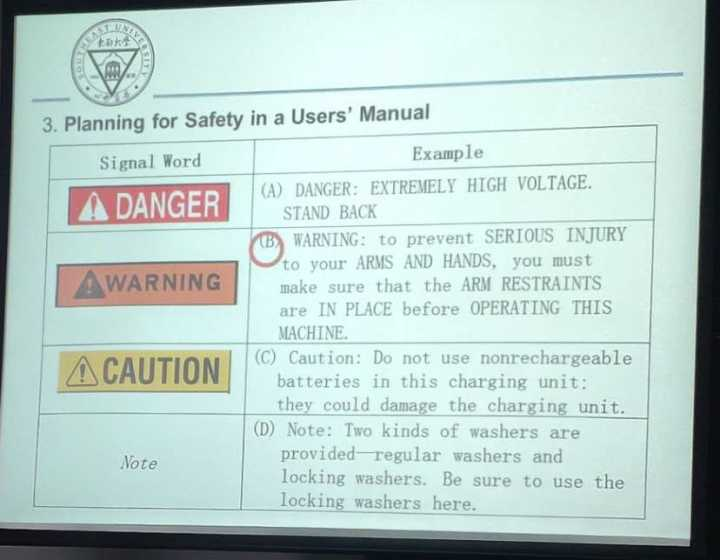 SOUTHEAST UNIVERSITY
3. Planning for Safety in a Users' Manual
Signal Word
Example
DANGER
(A) DANGER: EXTREMELY HIGH VOLTAGE.
STAND BACK
WARNING
(B) WARNING: to prevent SERIOUS INJURY
to your ARMS AND HANDS, you must
make sure that the ARM RESTRAINTS
are IN PLACE before OPERATING THIS
MACHINE.
CAUTION
(C) Caution: Do not use nonrechargeable
batteries in this charging unit:
they could damage the charging unit.
Note
(D) Note: Two kinds of washers are
provided—regular washers and
locking washers. Be sure to use the
locking washers here.